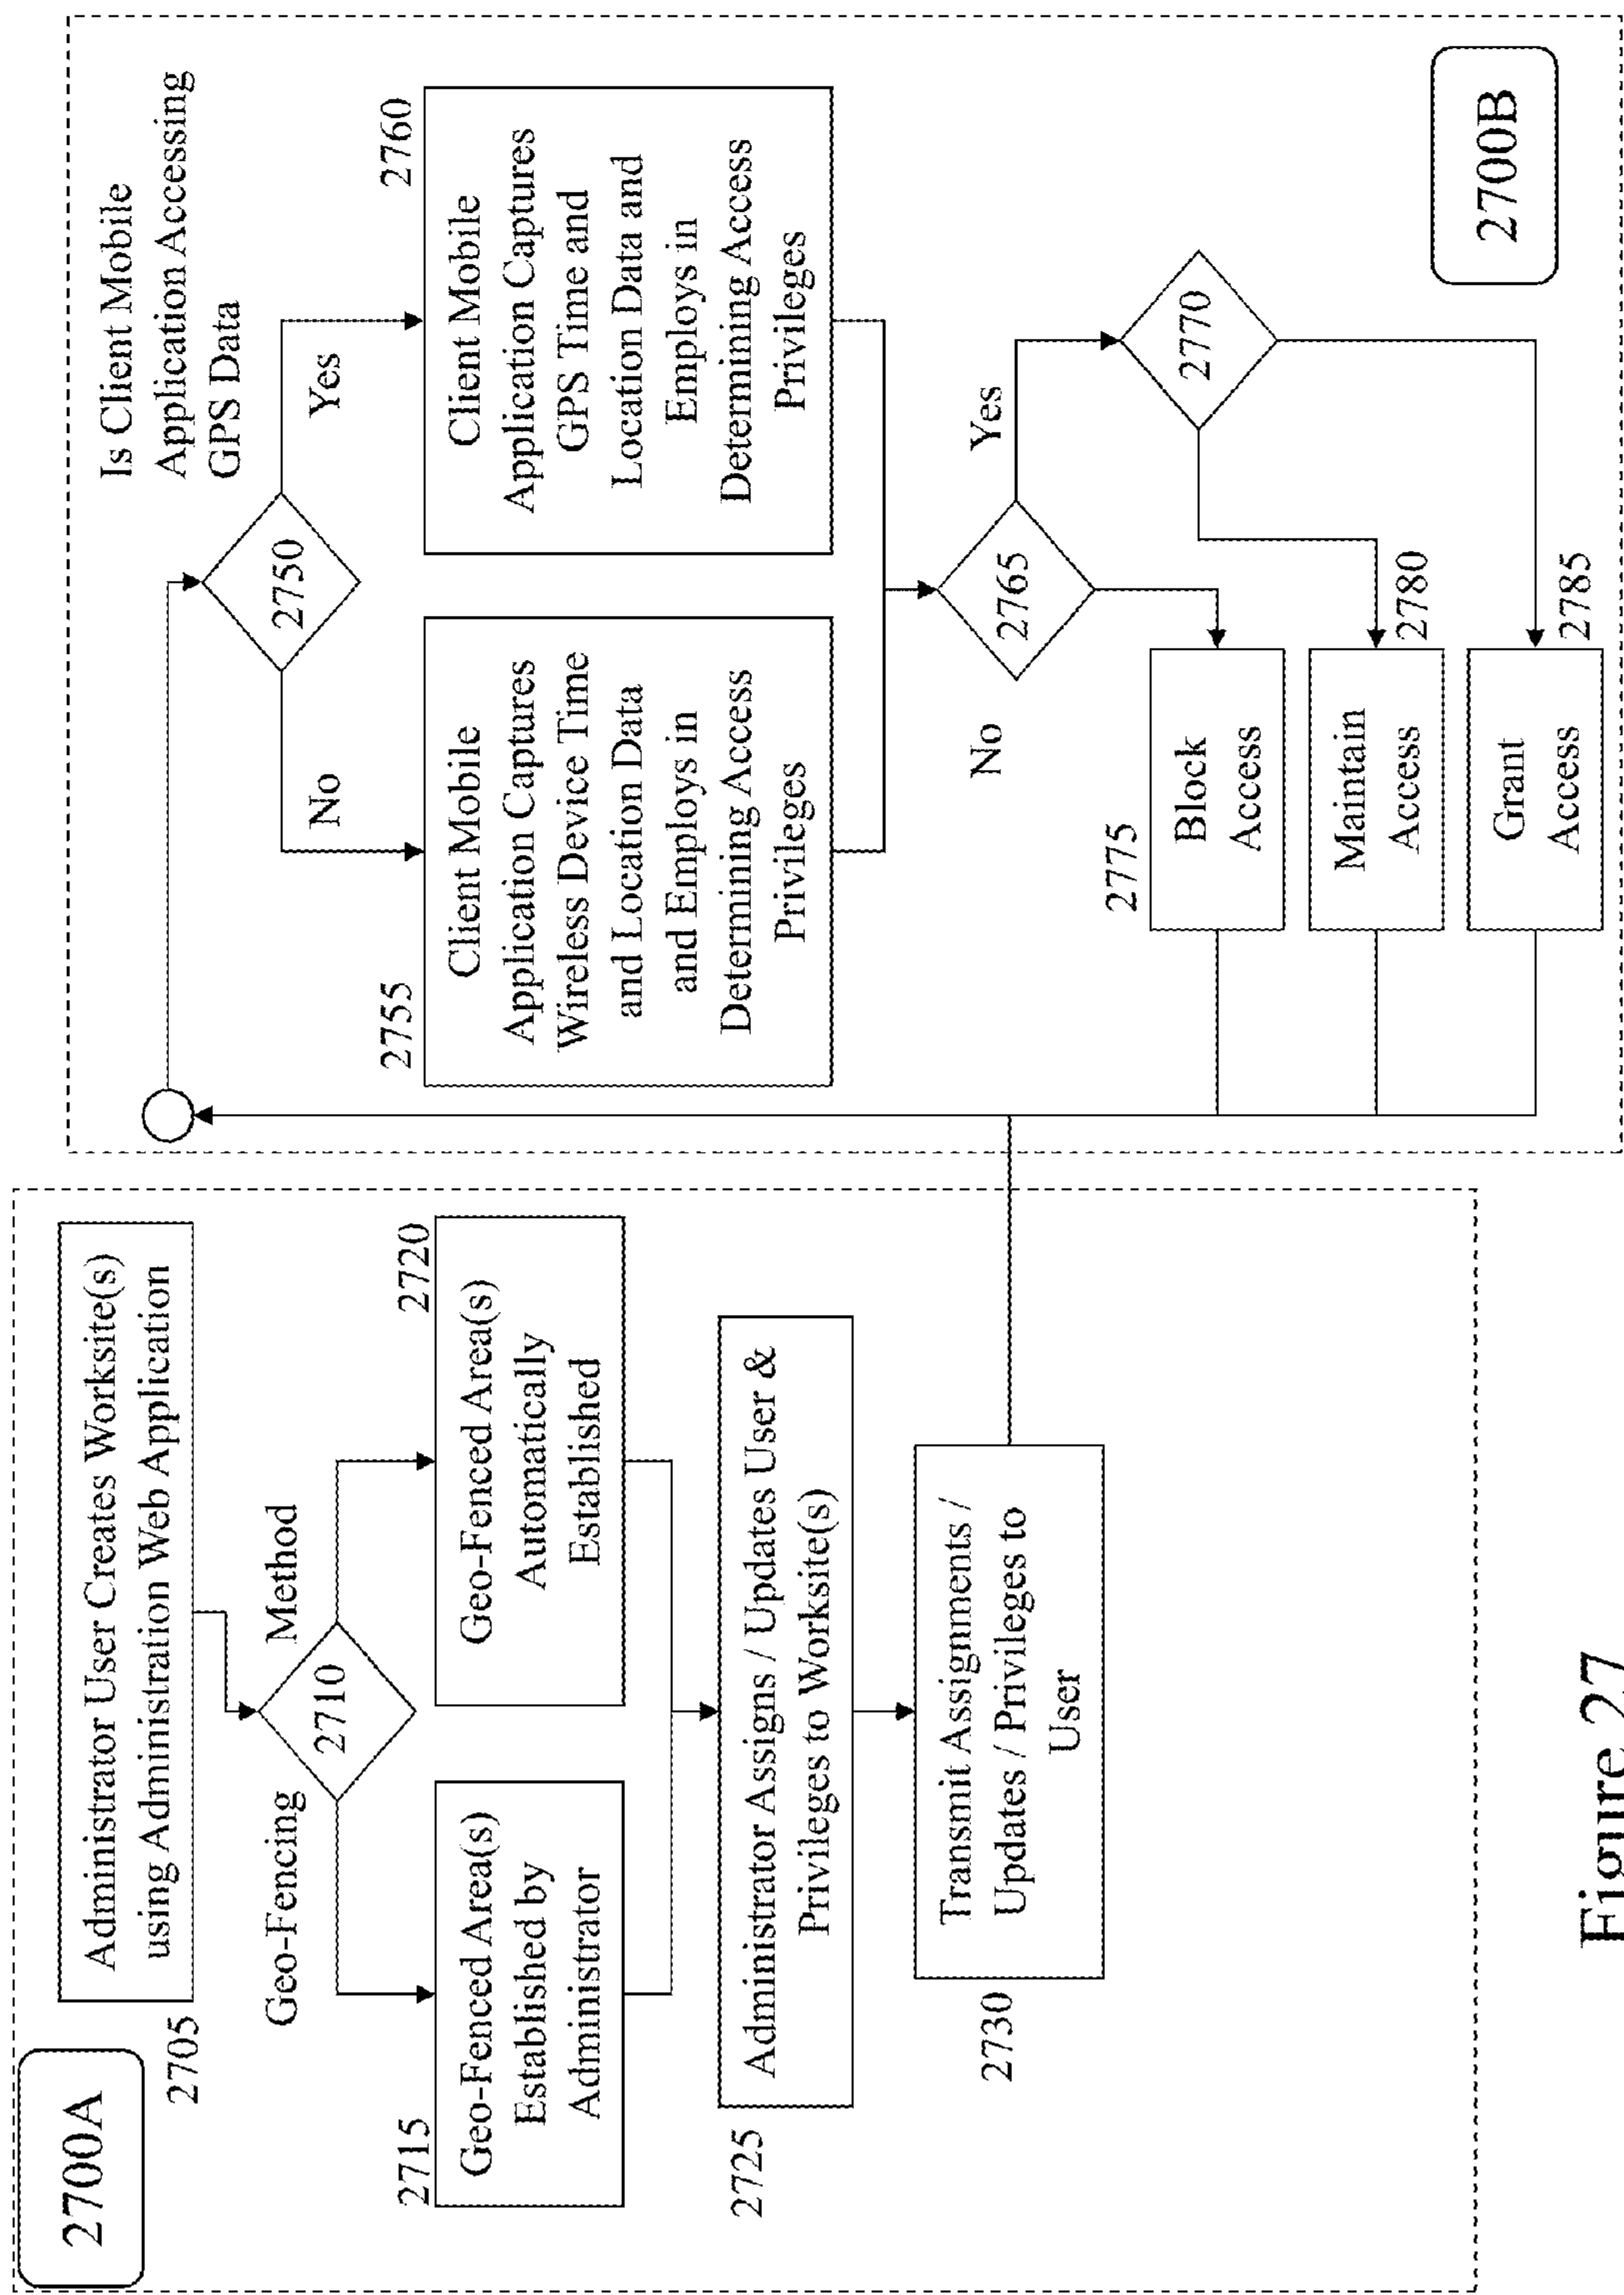 2700A
2705
Administrator User Creates Worksite(s)
using Administration Web Application
Geo-Fencing
Method
2710
2715
Geo-Fenced Area(s)
Established by
Administrator
2720
Geo-Fenced Area(s)
Automatically
Established
2725
Administrator Assigns / Updates User &
Privileges to Worksite(s)
2730
Transmit Assignments /
Updates / Privileges to
User
Is Client Mobile
Application Accessing
GPS Data
2750
No
Yes
2755
Client Mobile
Application Captures
Wireless Device Time
and Location Data
and Employs in
Determining Access
Privileges
2760
Client Mobile
Application Captures
GPS Time and
Location Data and
Employs in
Determining Access
Privileges
No
2765
Yes
2770
2775
Block
Access
Maintain
Access
2780
Grant
Access
2785
2700B
Figure 27